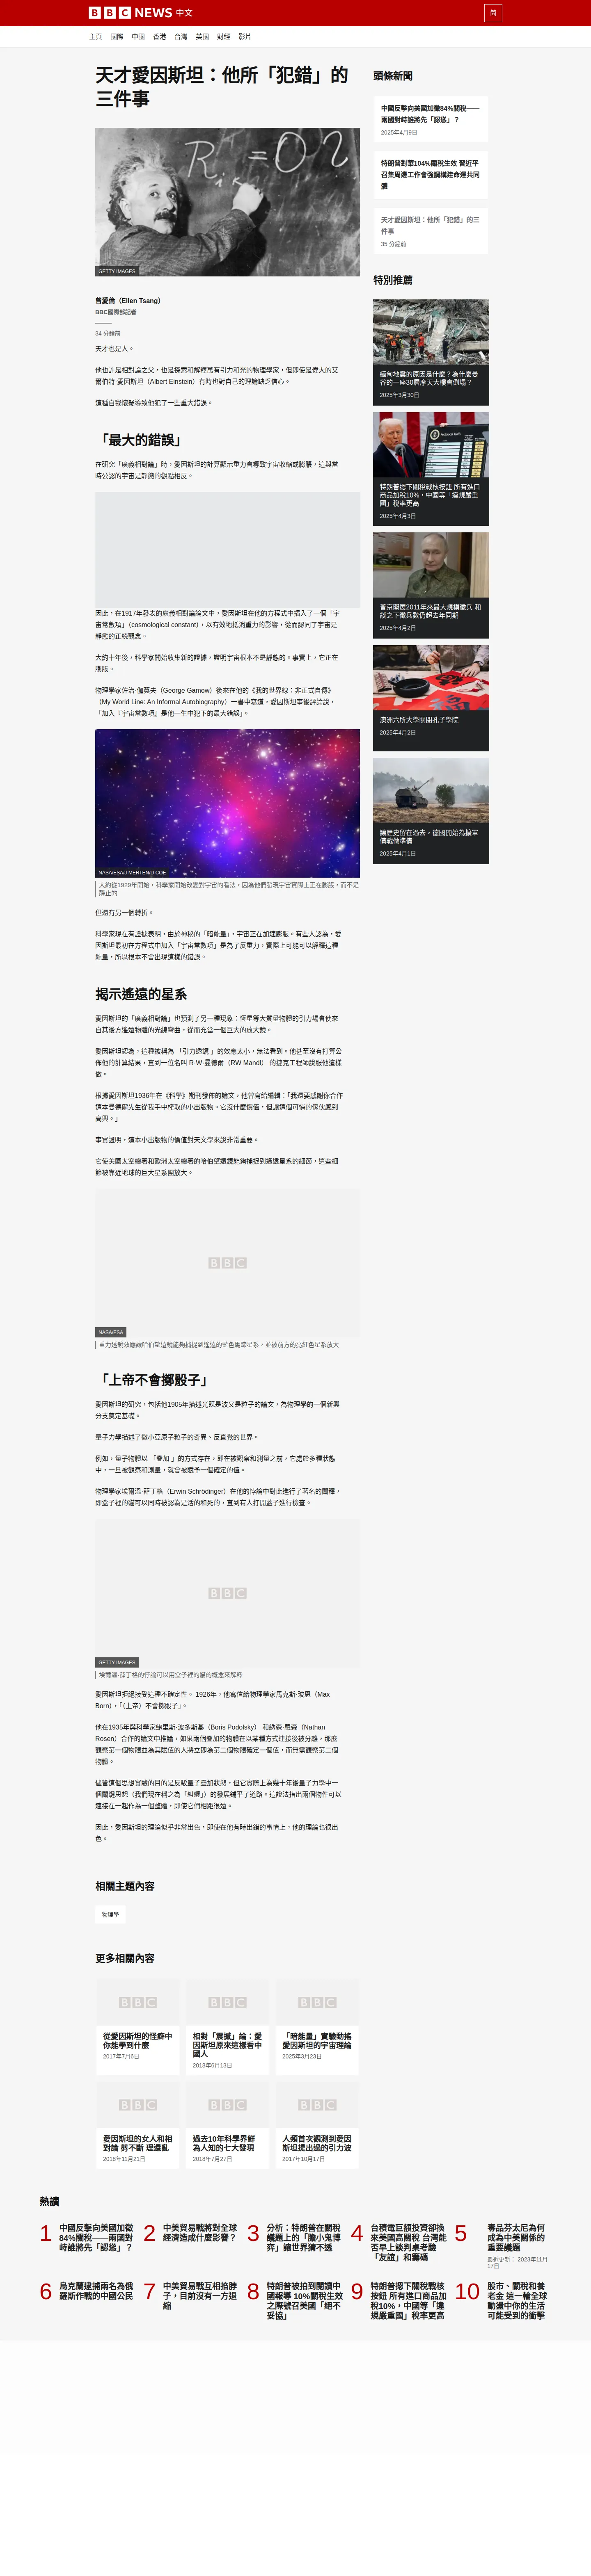 BBC NEWS 中文
简
主頁 國際 中國 香港 台灣 英國 財經 影片
天才愛因斯坦：他所「犯錯」的
三件事
GETTY IMAGES
曾愛倫（Ellen Tsang）
BBC國際部記者
34 分鐘前
天才也是人。
他也許是相對論之父，也是探索和解釋萬有引力和光的物理學家，但即使是偉大的艾
爾伯特·愛因斯坦（Albert Einstein）有時也對自己的理論缺乏信心。
這種自我懷疑導致他犯了一些重大錯誤。
「最大的錯誤」
在研究「廣義相對論」時，愛因斯坦的計算顯示重力會導致宇宙收縮或膨脹，這與當
時公認的宇宙是靜態的觀點相反。
因此，在1917年發表的廣義相對論論文中，愛因斯坦在他的方程式中插入了一個「宇
宙常數項」（cosmological constant），以有效地抵消重力的影響，從而認同了宇宙是
靜態的正統觀念。
大約十年後，科學家開始收集新的證據，證明宇宙根本不是靜態的。事實上，它正在
膨脹。
物理學家佐治·伽莫夫（George Gamow）後來在他的《我的世界線：非正式自傳》
（My World Line: An Informal Autobiography）一書中寫道，愛因斯坦事後評論說，
「加入『宇宙常數項』是他一生中犯下的最大錯誤」。
NASA/ESA/J MERTEN/D COE
大約從1929年開始，科學家開始改變對宇宙的看法，因為他們發現宇宙實際上正在膨脹，而不是
靜止的
但還有另一個轉折。
科學家現在有證據表明，由於神秘的「暗能量」，宇宙正在加速膨脹。有些人認為，愛
因斯坦最初在方程式中加入「宇宙常數項」是為了反重力，實際上可能可以解釋這種
能量，所以根本不會出現這樣的錯誤。
揭示遙遠的星系
愛因斯坦的「廣義相對論」也預測了另一種現象：恆星等大質量物體的引力場會使來
自其後方遙遠物體的光線彎曲，從而充當一個巨大的放大鏡。
愛因斯坦認為，這種被稱為 「引力透鏡 」的效應太小，無法看到。他甚至沒有打算公
佈他的計算結果，直到一位名叫 R·W·曼德爾（RW Mandl） 的捷克工程師說服他這樣
做。
根據愛因斯坦1936年在《科學》期刊發佈的論文，他曾寫給編輯：「我還要感謝你合作
這本曼德爾先生從我手中榨取的小出版物。它沒什麼價值，但讓這個可憐的傢伙感到
高興。」
事實證明，這本小出版物的價值對天文學來說非常重要。
它使美國太空總署和歐洲太空總署的哈伯望遠鏡能夠捕捉到遙遠星系的細節，這些細
節被靠近地球的巨大星系團放大。
BBC
NASA/ESA
重力透鏡效應讓哈伯望遠鏡能夠捕捉到遙遠的藍色馬蹄星系，並被前方的亮紅色星系放大
「上帝不會擲骰子」
愛因斯坦的研究，包括他1905年描述光既是波又是粒子的論文，為物理學的一個新興
分支奠定基礎。
量子力學描述了微小亞原子粒子的奇異、反直覺的世界。
例如，量子物體以 「疊加 」的方式存在，即在被觀察和測量之前，它處於多種狀態
中，一旦被觀察和測量，就會被賦予一個確定的值。
物理學家埃爾溫·薛丁格（Erwin Schrödinger）在他的悖論中對此進行了著名的闡釋，
即盒子裡的貓可以同時被認為是活的和死的，直到有人打開蓋子進行檢查。
BBC
GETTY IMAGES
埃爾溫·薛丁格的悖論可以用盒子裡的貓的概念來解釋
愛因斯坦拒絕接受這種不確定性。 1926年，他寫信給物理學家馬克斯·玻恩（Max
Born），「（上帝）不會擲骰子」。
他在1935年與科學家鮑里斯·波多斯基（Boris Podolsky） 和納森·羅森（Nathan
Rosen）合作的論文中推論，如果兩個疊加的物體在以某種方式連接後被分離，那麼
觀察第一個物體並為其賦值的人將立即為第二個物體確定一個值，而無需觀察第二個
物體。
儘管這個思想實驗的目的是反駁量子疊加狀態，但它實際上為幾十年後量子力學中一
個關鍵思想（我們現在稱之為「糾纏」）的發展鋪平了道路。這說法指出兩個物件可以
連接在一起作為一個整體，即使它們相距很遠。
因此，愛因斯坦的理論似乎非常出色，即使在他有時出錯的事情上，他的理論也很出
色。
相關主題內容
物理學
更多相關內容
BBC
從愛因斯坦的怪癖中
你能學到什麼
2017年7月6日
BBC
相對「震撼」論：愛
因斯坦原來這樣看中
國人
2018年6月13日
BBC
「暗能量」實驗動搖
愛因斯坦的宇宙理論
2025年3月23日
BBC
愛因斯坦的女人和相
對論 剪不斷 理還亂
2018年11月21日
BBC
過去10年科學界鮮
為人知的七大發現
2018年7月27日
BBC
人類首次觀測到愛因
斯坦提出過的引力波
2017年10月17日
頭條新聞
中國反擊向美國加徵84%關稅——
兩國對峙誰將先「認慫」？
2025年4月9日
特朗普對華104%關稅生效 習近平
召集周邊工作會強調構建命運共同
體
天才愛因斯坦：他所「犯錯」的三
件事
35 分鐘前
特別推薦
緬甸地震的原因是什麼？為什麼曼
谷的一座30層摩天大樓會倒塌？
2025年3月30日
特朗普摁下關稅戰核按鈕 所有進口
商品加稅10%，中國等「違規嚴重
國」稅率更高
2025年4月3日
普京開展2011年來最大規模徵兵 和
談之下徵兵數仍超去年同期
2025年4月2日
澳洲六所大學關閉孔子學院
2025年4月2日
讓歷史留在過去，德國開始為擴軍
備戰做準備
2025年4月1日
熱讀
1 中國反擊向美國加徵
84%關稅——兩國對
峙誰將先「認慫」？
2 中美貿易戰將對全球
經濟造成什麼影響？
3 分析：特朗普在關稅
議題上的「膽小鬼博
弈」讓世界猜不透
4 台積電巨額投資卻換
來美國高關稅 台灣能
否早上談判桌考驗
「友誼」和籌碼
5 毒品芬太尼為何
成為中美關係的
重要議題
最近更新： 2023年11月
17日
6 烏克蘭逮捕兩名為俄
羅斯作戰的中國公民
7 中美貿易戰互相掐脖
子，目前沒有一方退
縮
8 特朗普被拍到閱讀中
國報導 10%關稅生效
之際號召美國「絕不
妥協」
9 特朗普摁下關稅戰核
按鈕 所有進口商品加
稅10%，中國等「違
規嚴重國」稅率更高
10 股市、關稅和養
老金 這一輪全球
動盪中你的生活
可能受到的衝擊